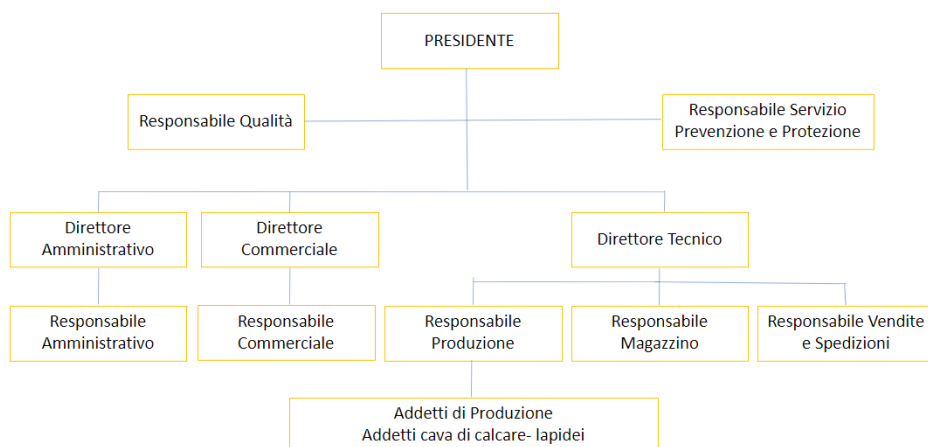 PRESIDENTE
Responsabile Qualità
Responsabile Servizio
Prevenzione e Protezione
Direttore
Amministrativo
Direttore
Commerciale
Direttore Tecnico
Responsabile
Amministrativo
Responsabile
Commerciale
Responsabile
Produzione
Responsabile
Magazzino
Responsabile Vendite
e Spedizioni
Addetti di Produzione
Addetti cava di calcare- lapidei